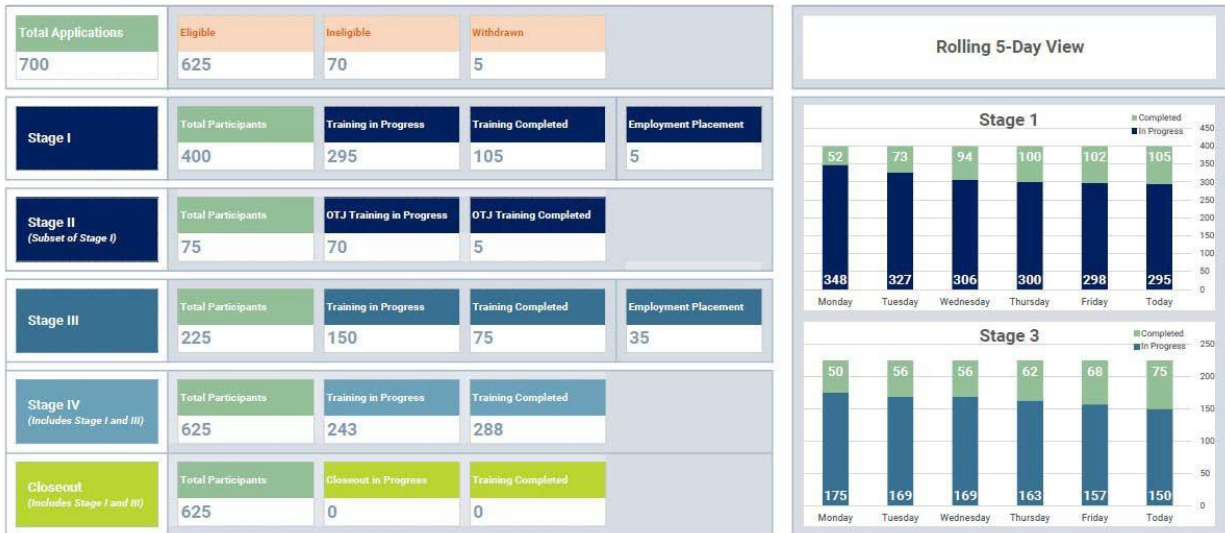 Total Applications
700
Eligible
625
Ineligible
70
Withdrawn
5
Stage I
Total Participants
400
Training in Progress
295
Training Completed
105
Employment Placement
5
Stage II
(Subset of Stage I)
Total Participants
75
OTJ Training in Progress
70
OTJ Training Completed
5
Stage III
Total Participants
225
Training in Progress
150
Training Completed
75
Employment Placement
35
Stage IV
(Includes Stage I and III)
Total Participants
625
Training in Progress
243
Training Completed
288
Closeout
(Includes Stage I and III)
Total Participants
625
Closeout in Progress
0
Training Completed
0
Rolling 5-Day View
Stage 1
Completed
In Progress
450
400
350
300
250
200
150
100
50
0
52 73 94 100 102 105
348 327 306 300 298 295
Monday Tuesday Wednesday Thursday Friday Today
Stage 3
Completed
In Progress
250
200
150
100
50
0
50 56 56 62 68 75
175 169 169 163 157 150
Monday Tuesday Wednesday Thursday Friday Today